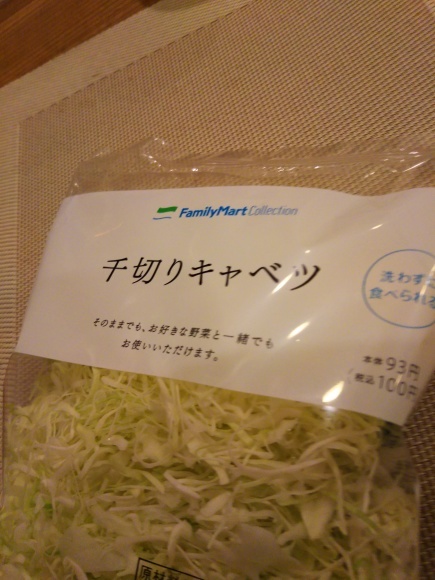 FamilyMart Collection
千切りキャベツ
洗わずに
食べられる
そのままでも、お好きな野菜と一緒でも
お使いいただけます。
本体 93円
税込 100円